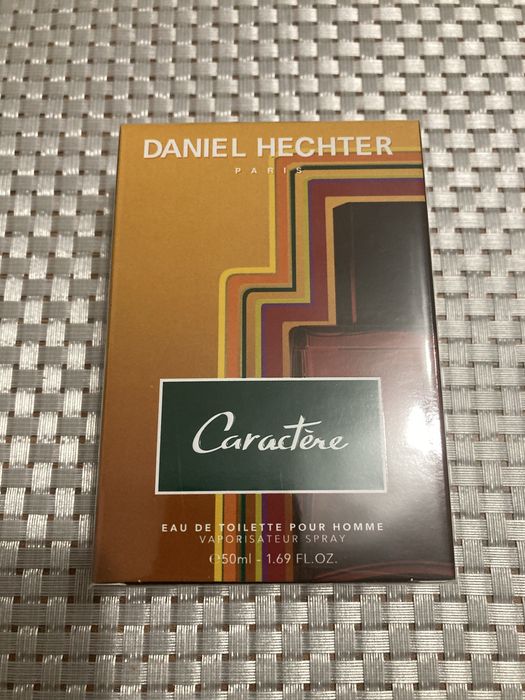 DANIEL HECHTER
PARIS
Caractère
EAU DE TOILETTE POUR HOMME
VAPORISATEUR SPRAY
℮50ml - 1.69 FL.OZ.